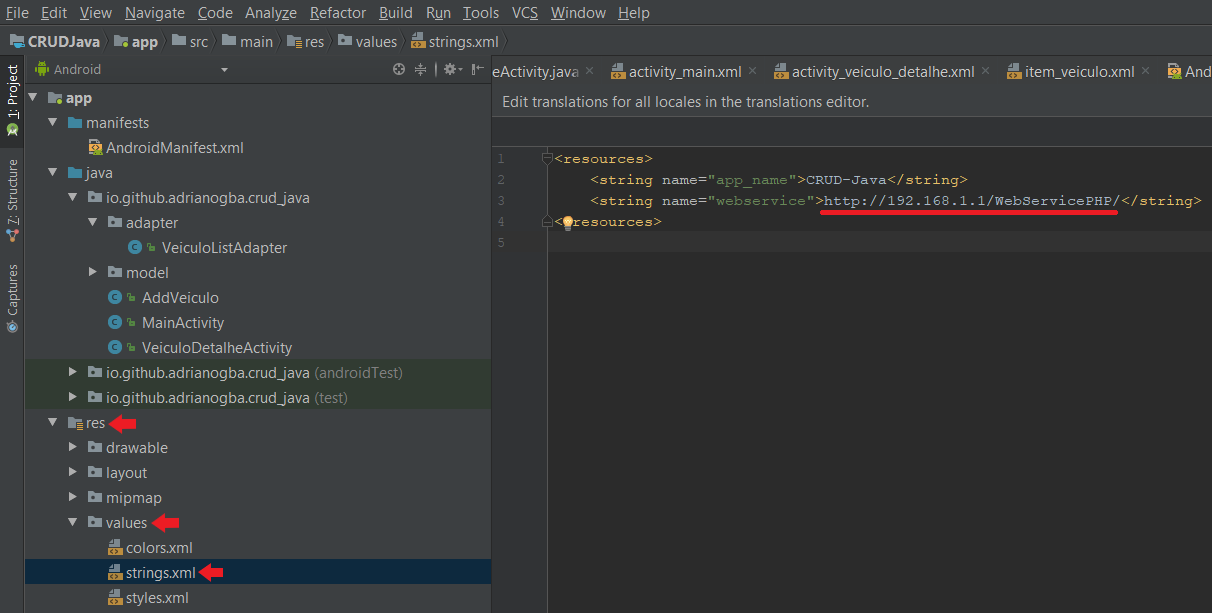 File Edit View Navigate Code Analyze Refactor Build Run Tools VCS Window Help
CRUDJava app src main res values strings.xml
1: Project
7: Structure
Captures
Android
app
manifests
AndroidManifest.xml
java
io.github.adrianogba.crud_java
adapter
VeiculoListAdapter
model
AddVeiculo
MainActivity
VeiculoDetalheActivity
io.github.adrianogba.crud_java (androidTest)
io.github.adrianogba.crud_java (test)
res
drawable
layout
mipmap
values
colors.xml
strings.xml
styles.xml
eActivity.java activity_main.xml activity_veiculo_detalhe.xml item_veiculo.xml And
Edit translations for all locales in the translations editor.
1 <resources>
2 <string name="app_name">CRUD-Java</string>
3 <string name="webservice">http://192.168.1.1/WebServicePHP/</string>
4 <resources>
5